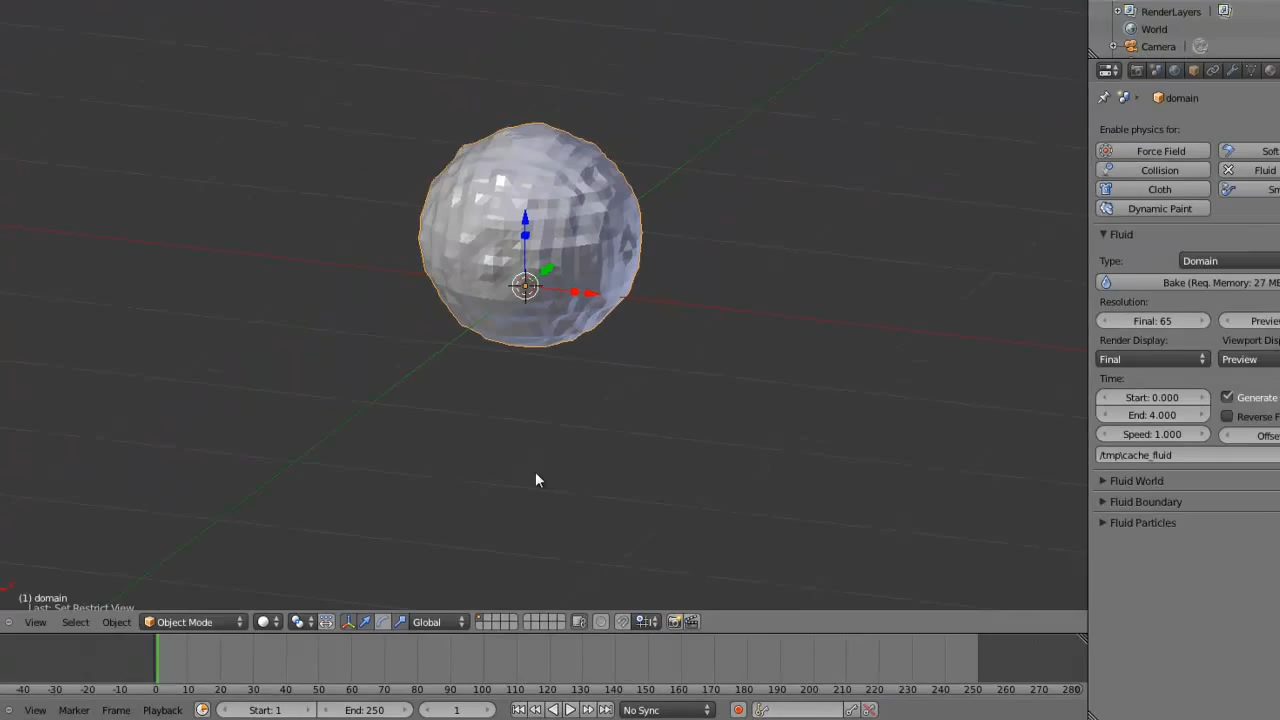 RenderLayers
World
Camera
domain
Enable physics for:
Force Field
Soft
Collision
Fluid
Cloth
Sm
Dynamic Paint
Fluid
Type:
Domain
Bake (Req. Memory: 27 MB
Resolution:
Final: 65
Preview
Render Display:
Viewport Disp
Final
Preview
Time:
Start: 0.000
Generate
End: 4.000
Reverse F
Speed: 1.000
Offse
/tmp\cache_fluid
Fluid World
Fluid Boundary
Fluid Particles
(1) domain
Last: Set Restrict View
View Select Object Object Mode Global
-40 -30 -20 -10 0 10 20 30 40 50 60 70 80 90 100 110 120 130 140 150 160 170 180 190 200 210 220 230 240 250 260 270 280
View Marker Frame Playback Start: 1 End: 250 1 No Sync